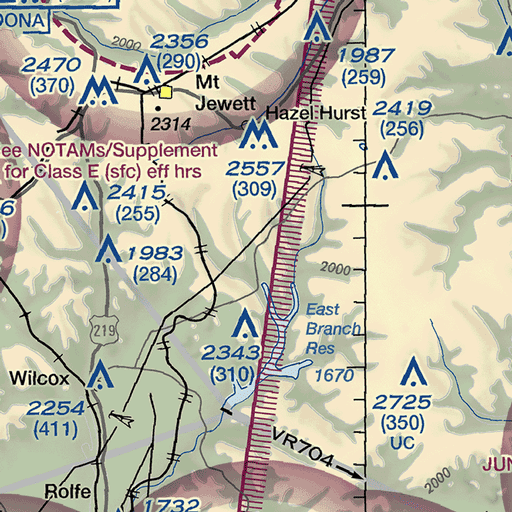 DONA
2000
2356
(290)
2470
(370)
Mt
Jewett
2314
1987
(259)
Hazel Hurst
2419
(256)
ee NOTAMs/Supplement
for Class E (sfc) eff hrs
2557
(309)
2415
(255)
6
)
1983
(284)
2000
219
East
Branch
Res
1670
2343
(310)
Wilcox
2254
(411)
2725
(350)
UC
VR704
JUN
2000
Rolfe
1732